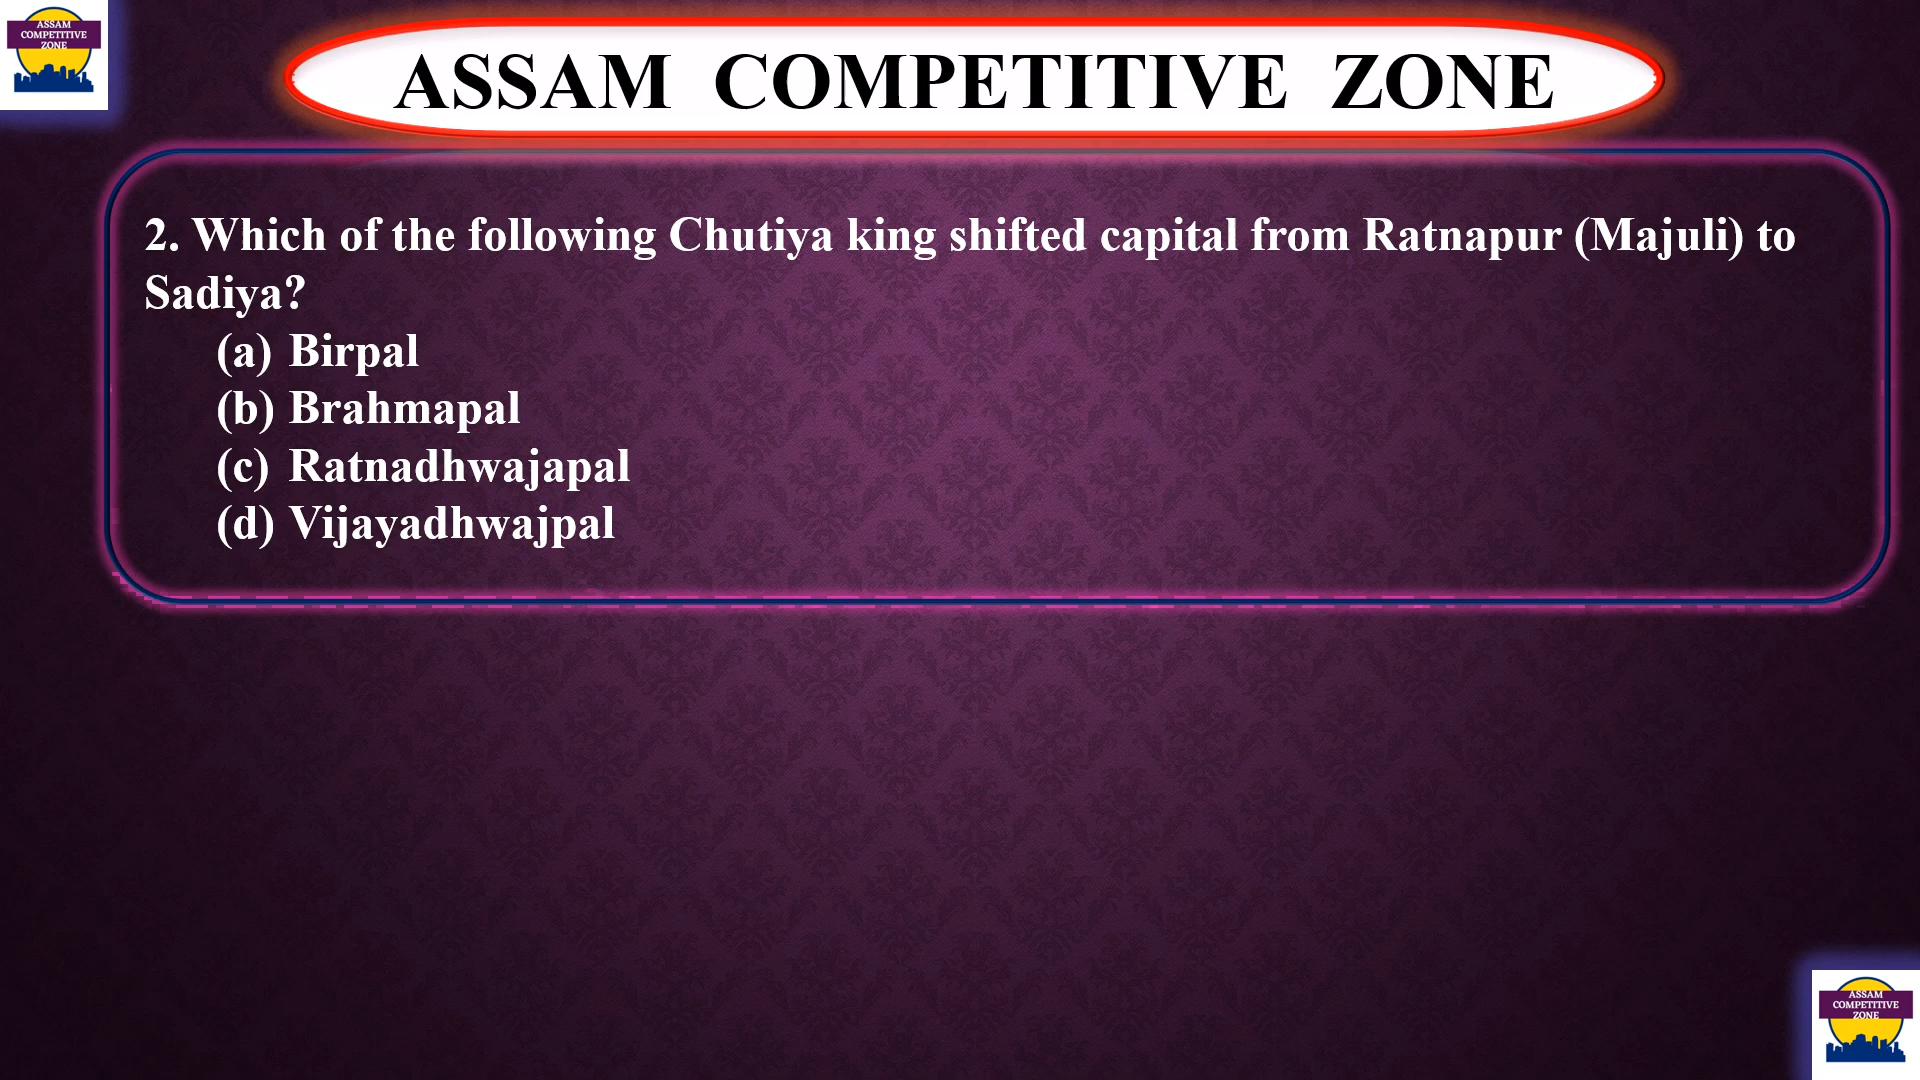 ASSAM
COMPETITIVE
ZONE
ASSAM COMPETITIVE ZONE
2. Which of the following Chutiya king shifted capital from Ratnapur (Majuli) to
Sadiya?
(a) Birpal
(b) Brahmapal
(c) Ratnadhwajapal
(d) Vijayadhwajpal
ASSAM
COMPETITIVE
ZONE